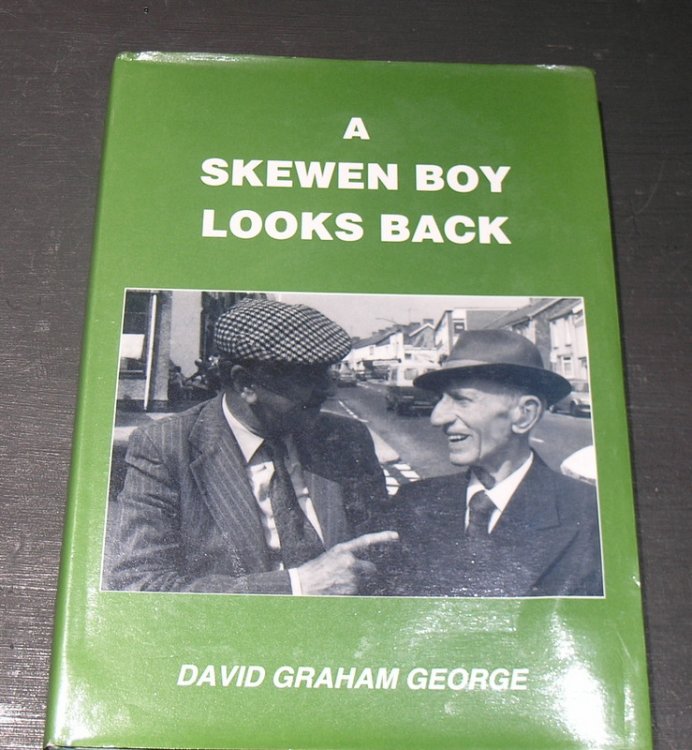 A
SKEWEN BOY
LOOKS BACK
DAVID GRAHAM GEORGE